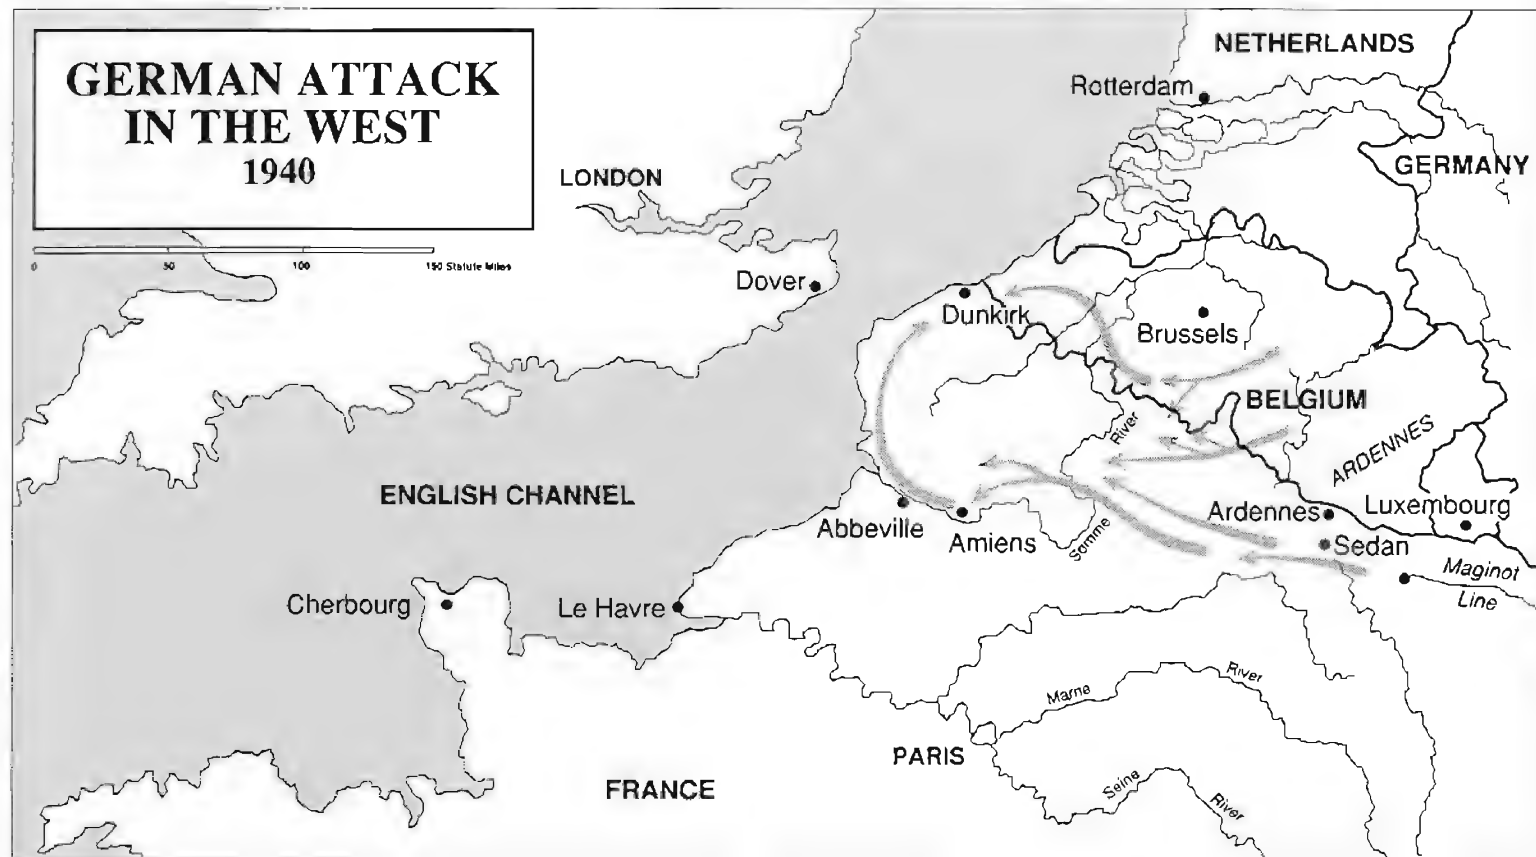 GERMAN ATTACK
IN THE WEST
1940
0 50 100 150 Statute Miles
NETHERLANDS
Rotterdam
GERMANY
LONDON
Dover
Dunkirk
Brussels
BELGIUM
River
ARDENNES
ENGLISH CHANNEL
Abbeville
Amiens
Somme
Ardennes
Luxembourg
Sedan
Maginot
Line
Cherbourg
Le Havre
Marne
River
PARIS
Seine
River
FRANCE